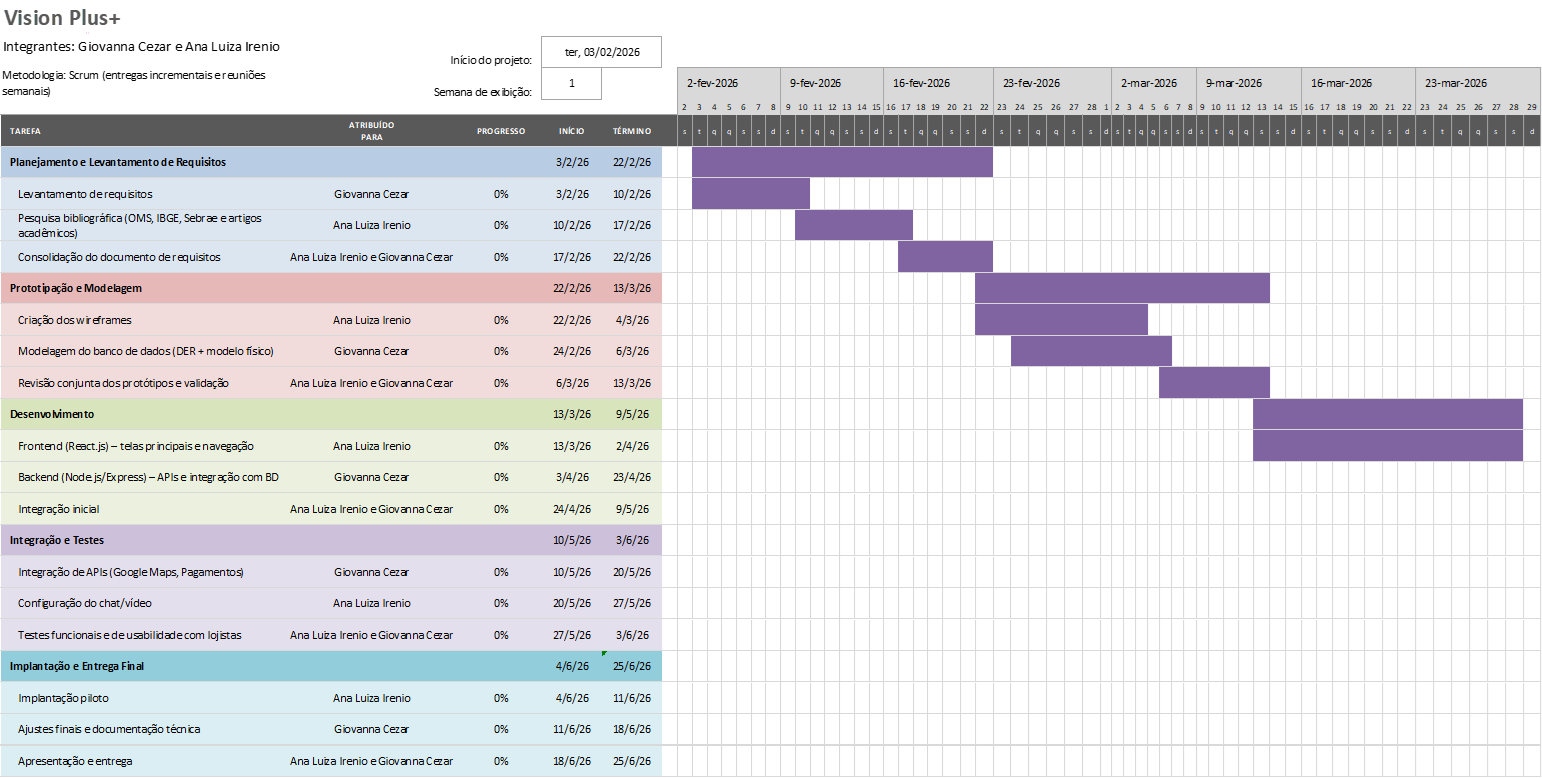 Vision Plus+
Integrantes: Giovanna Cezar e Ana Luiza Irenio
Início do projeto: ter, 03/02/2026
Metodologia: Scrum (entregas incrementais e reuniões
semanais)
Semana de exibição: 1
2-fev-2026 9-fev-2026 16-fev-2026 23-fev-2026 2-mar-2026 9-mar-2026 16-mar-2026 23-mar-2026
2 3 4 5 6 7 8 9 10 11 12 13 14 15 16 17 18 19 20 21 22 23 24 25 26 27 28 1 2 3 4 5 6 7 8 9 10 11 12 13 14 15 16 17 18 19 20 21 22 23 24 25 26 27 28 29
TAREFA ATRIBUÍDO PARA PROGRESSO INÍCIO TÉRMINO s t q q s s d s t q q s s d s t q q s s d s t q q s s d s t q q s s d s t q q s s d s t q q s s d s t q q s s d
Planejamento e Levantamento de Requisitos 3/2/26 22/2/26
Levantamento de requisitos Giovanna Cezar 0% 3/2/26 10/2/26
Pesquisa bibliográfica (OMS, IBGE, Sebrae e artigos
acadêmicos) Ana Luiza Irenio 0% 10/2/26 17/2/26
Consolidação do documento de requisitos Ana Luiza Irenio e Giovanna Cezar 0% 17/2/26 22/2/26
Prototipação e Modelagem 22/2/26 13/3/26
Criação dos wireframes Ana Luiza Irenio 0% 22/2/26 4/3/26
Modelagem do banco de dados (DER + modelo físico) Giovanna Cezar 0% 24/2/26 6/3/26
Revisão conjunta dos protótipos e validação Ana Luiza Irenio e Giovanna Cezar 0% 6/3/26 13/3/26
Desenvolvimento 13/3/26 9/5/26
Frontend (React.js) – telas principais e navegação Ana Luiza Irenio 0% 13/3/26 2/4/26
Backend (Node.js/Express) – APIs e integração com BD Giovanna Cezar 0% 3/4/26 23/4/26
Integração inicial Ana Luiza Irenio e Giovanna Cezar 0% 24/4/26 9/5/26
Integração e Testes 10/5/26 3/6/26
Integração de APIs (Google Maps, Pagamentos) Giovanna Cezar 0% 10/5/26 20/5/26
Configuração do chat/vídeo Ana Luiza Irenio 0% 20/5/26 27/5/26
Testes funcionais e de usabilidade com lojistas Ana Luiza Irenio e Giovanna Cezar 0% 27/5/26 3/6/26
Implantação e Entrega Final 4/6/26 25/6/26
Implantação piloto Ana Luiza Irenio 0% 4/6/26 11/6/26
Ajustes finais e documentação técnica Giovanna Cezar 0% 11/6/26 18/6/26
Apresentação e entrega Ana Luiza Irenio e Giovanna Cezar 0% 18/6/26 25/6/26